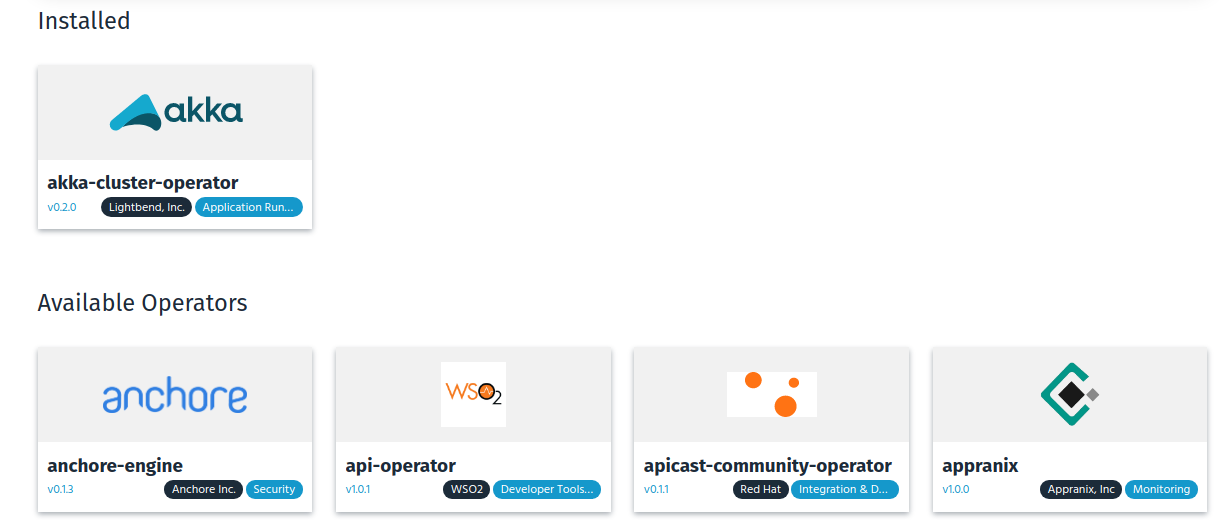 Installed
akka
akka-cluster-operator
v0.2.0 Lightbend, Inc. Application Run...
Available Operators
anchore
anchore-engine
v0.1.3 Anchore Inc. Security
WSO2
api-operator
v1.0.1 WSO2 Developer Tools...
apicast-community-operator
v0.1.1 Red Hat Integration & D...
appranix
v1.0.0 Appranix, Inc Monitoring